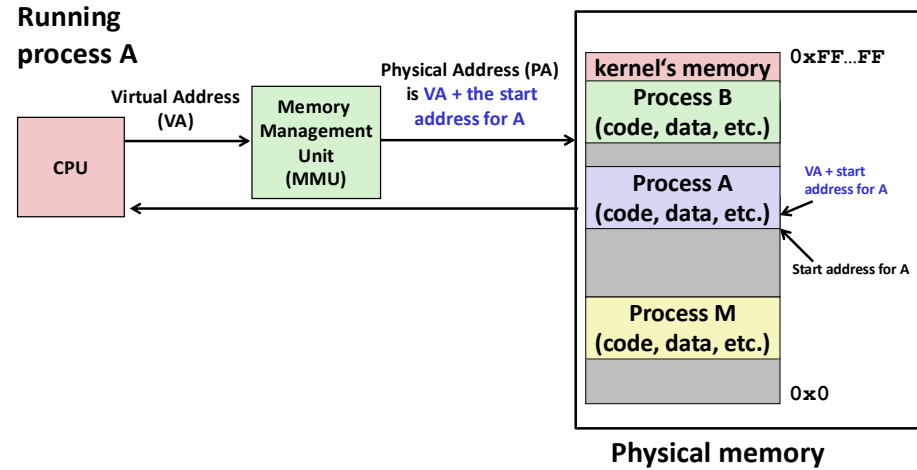 Running
process A
Virtual Address
(VA)
CPU
Memory
Management
Unit
(MMU)
Physical Address (PA)
is VA + the start
address for A
kernel‘s memory
Process B
(code, data, etc.)
Process A
(code, data, etc.)
Process M
(code, data, etc.)
0xFF…FF
VA + start
address for A
Start address for A
0x0
Physical memory